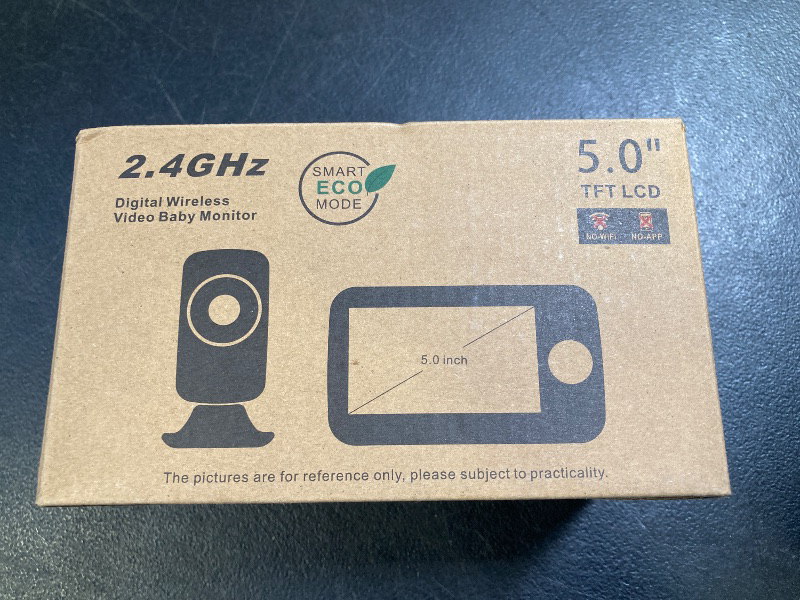 2.4GHz
Digital Wireless
Video Baby Monitor
SMART
ECO
MODE
5.0"
TFT LCD
NO-WIFI NO-APP
5.0 inch
The pictures are for reference only, please subject to practicality.